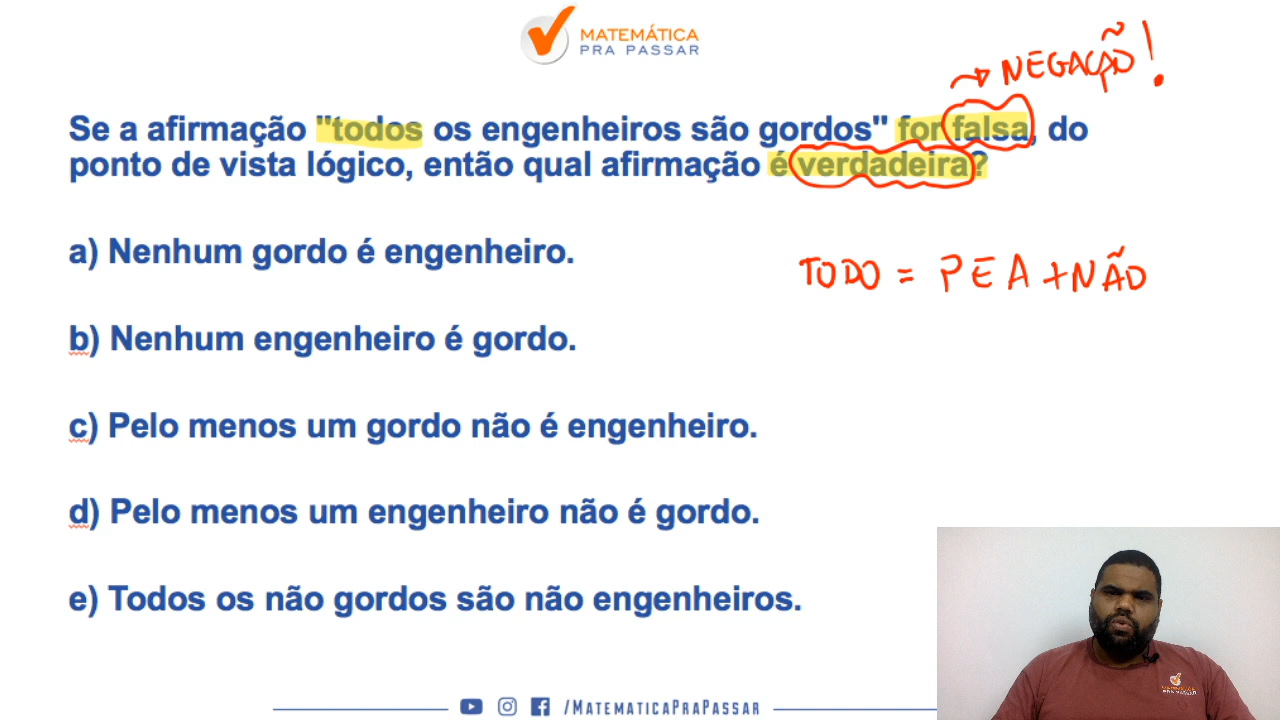 MATEMÁTICA
PRA PASSAR
→ NEGAÇÃO!
Se a afirmação "todos os engenheiros são gordos" for falsa, do
ponto de vista lógico, então qual afirmação é verdadeira?
a) Nenhum gordo é engenheiro.
TODO = PEA + NÃO
b) Nenhum engenheiro é gordo.
c) Pelo menos um gordo não é engenheiro.
d) Pelo menos um engenheiro não é gordo.
e) Todos os não gordos são não engenheiros.
/MATEMATICAPRAPASSAR